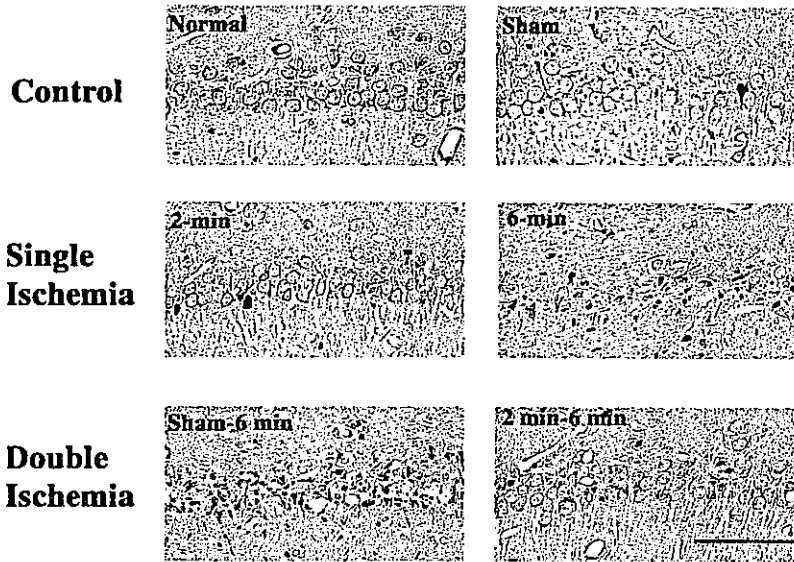 Normal
Sham
Control
2-min
6-min
Single
Ischemia
Sham-6 min
2 min-6 min
Double
Ischemia